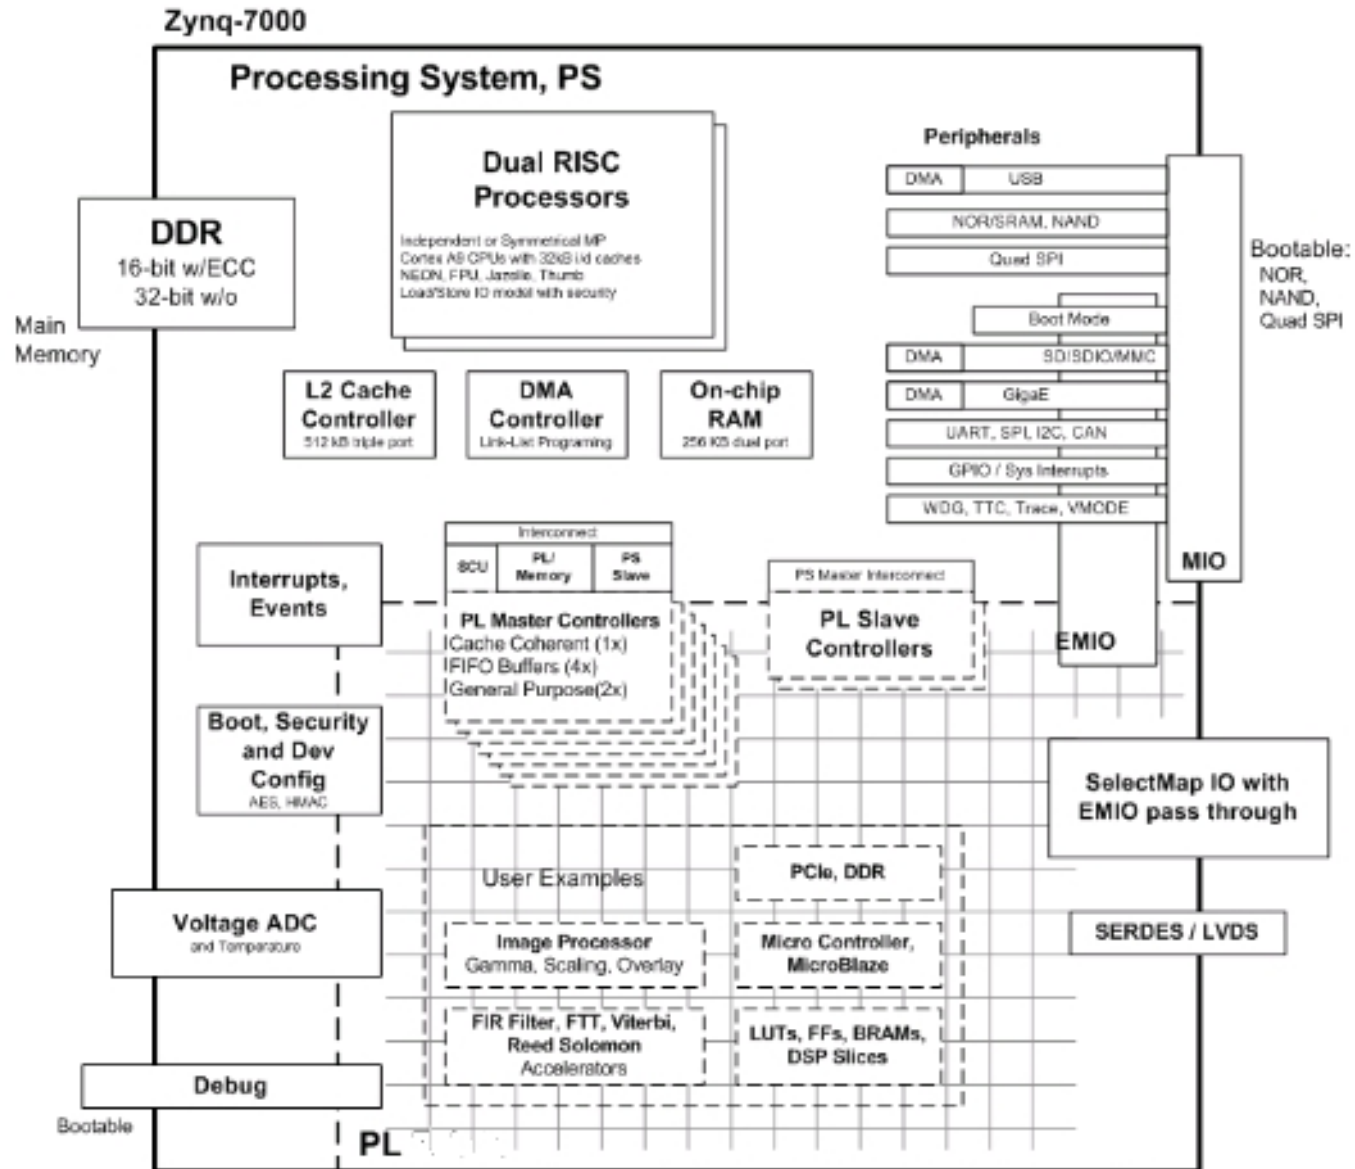 Zynq-7000
Processing System, PS
Dual RISC
Processors
Independent or Symmetrical MP
Cortex A9 CPUs with 32kB i/d caches
NEON, FPU, Jazelle, Thumb
Load/Store IO model with security
DDR
16-bit w/ECC
32-bit w/o
Main
Memory
Peripherals
DMA USB
NOR/SRAM, NAND
Quad SPI
Boot Mode
DMA SD/SDIO/MMC
DMA GigaE
UART, SPI, I2C, CAN
GPIO / Sys Interrupts
WDG, TTC, Trace, VMODE
MIO
EMIO
Bootable:
NOR,
NAND,
Quad SPI
L2 Cache
Controller
512 kB triple port
DMA
Controller
Link-List Programing
On-chip
RAM
256 KB dual port
Interconnect
SCU
PL/
Memory
PS
Slave
PL Master Controllers
Cache Coherent (1x)
FIFO Buffers (4x)
General Purpose(2x)
PS Master Interconnect
PL Slave
Controllers
Interrupts,
Events
Boot, Security
and Dev
Config
AES, HMAC
SelectMap IO with
EMIO pass through
SERDES / LVDS
Voltage ADC
and Temperature
Debug
Bootable
User Examples
PCIe, DDR
Image Processor
Gamma, Scaling, Overlay
Micro Controller,
MicroBlaze
FIR Filter, FTT, Viterbi,
Reed Solomon
Accelerators
LUTs, FFs, BRAMs,
DSP Slices
PL